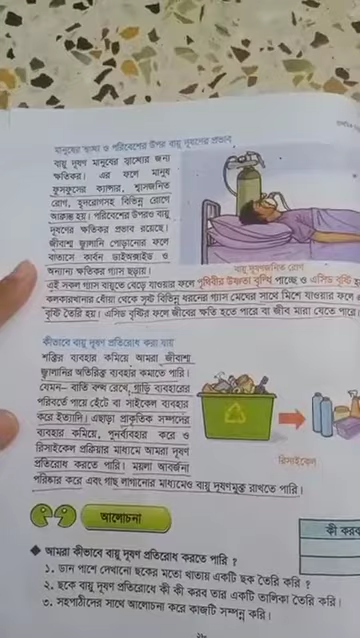 মানুষের স্বাস্থ্য ও পরিবেশের উপর বায়ু দূষণের প্রভাব
বায়ু দূষণ মানুষের স্বাস্থ্যের জন্য
ক্ষতিকর। এর ফলে মানুষ
ফুসফুসের ক্যান্সার, শ্বাসজনিত
রোগ, হৃদরোগসহ বিভিন্ন রোগে
আক্রান্ত হয়। পরিবেশের উপরও বায়ু
দূষণের ক্ষতিকর প্রভাব রয়েছে।
জীবাশ্ম জ্বালানি পোড়ানোর ফলে
বাতাসে কার্বন ডাইঅক্সাইড ও
অন্যান্য ক্ষতিকর গ্যাস ছড়ায়।
বায়ু দূষণজনিত রোগ
এই সকল গ্যাস বায়ুতে বেড়ে যাওয়ার ফলে পৃথিবীর উষ্ণতা বৃদ্ধি পাচ্ছে ও এসিড বৃষ্টি
কলকারখানার ধোঁয়া থেকে সৃষ্ট বিভিন্ন ধরনের গ্যাস মেঘের সাথে মিশে যাওয়ার ফলে
বৃষ্টি তৈরি হয়। এসিড বৃষ্টির ফলে জীবের ক্ষতি হতে পারে বা জীব মারা যেতে পারে।
কীভাবে বায়ু দূষণ প্রতিরোধ করা যায়
শক্তির ব্যবহার কমিয়ে আমরা জীবাশ্ম
জ্বালানির অতিরিক্ত ব্যবহার কমাতে পারি।
যেমন– বাতি বন্ধ রেখে, গাড়ি ব্যবহারের
পরিবর্তে পায়ে হেঁটে বা সাইকেল ব্যবহার
করে ইত্যাদি। এছাড়া প্রাকৃতিক সম্পদের
ব্যবহার কমিয়ে, পুনর্ব্যবহার করে ও
রিসাইকেল প্রক্রিয়ার মাধ্যমে আমরা দূষণ
প্রতিরোধ করতে পারি। ময়লা আবর্জনা
রিসাইকেল
পরিষ্কার করে এবং গাছ লাগানোর মাধ্যমেও বায়ু দূষণমুক্ত রাখতে পারি।
আলোচনা
কী করব
◆ আমরা কীভাবে বায়ু দূষণ প্রতিরোধ করতে পারি ?
১. ডান পাশে দেখানো ছকের মতো খাতায় একটি ছক তৈরি করি ?
২. ছকে বায়ু দূষণ প্রতিরোধে কী কী করব তার একটি তালিকা তৈরি করি।
৩. সহপাঠীদের সাথে আলোচনা করে কাজটি সম্পন্ন করি।